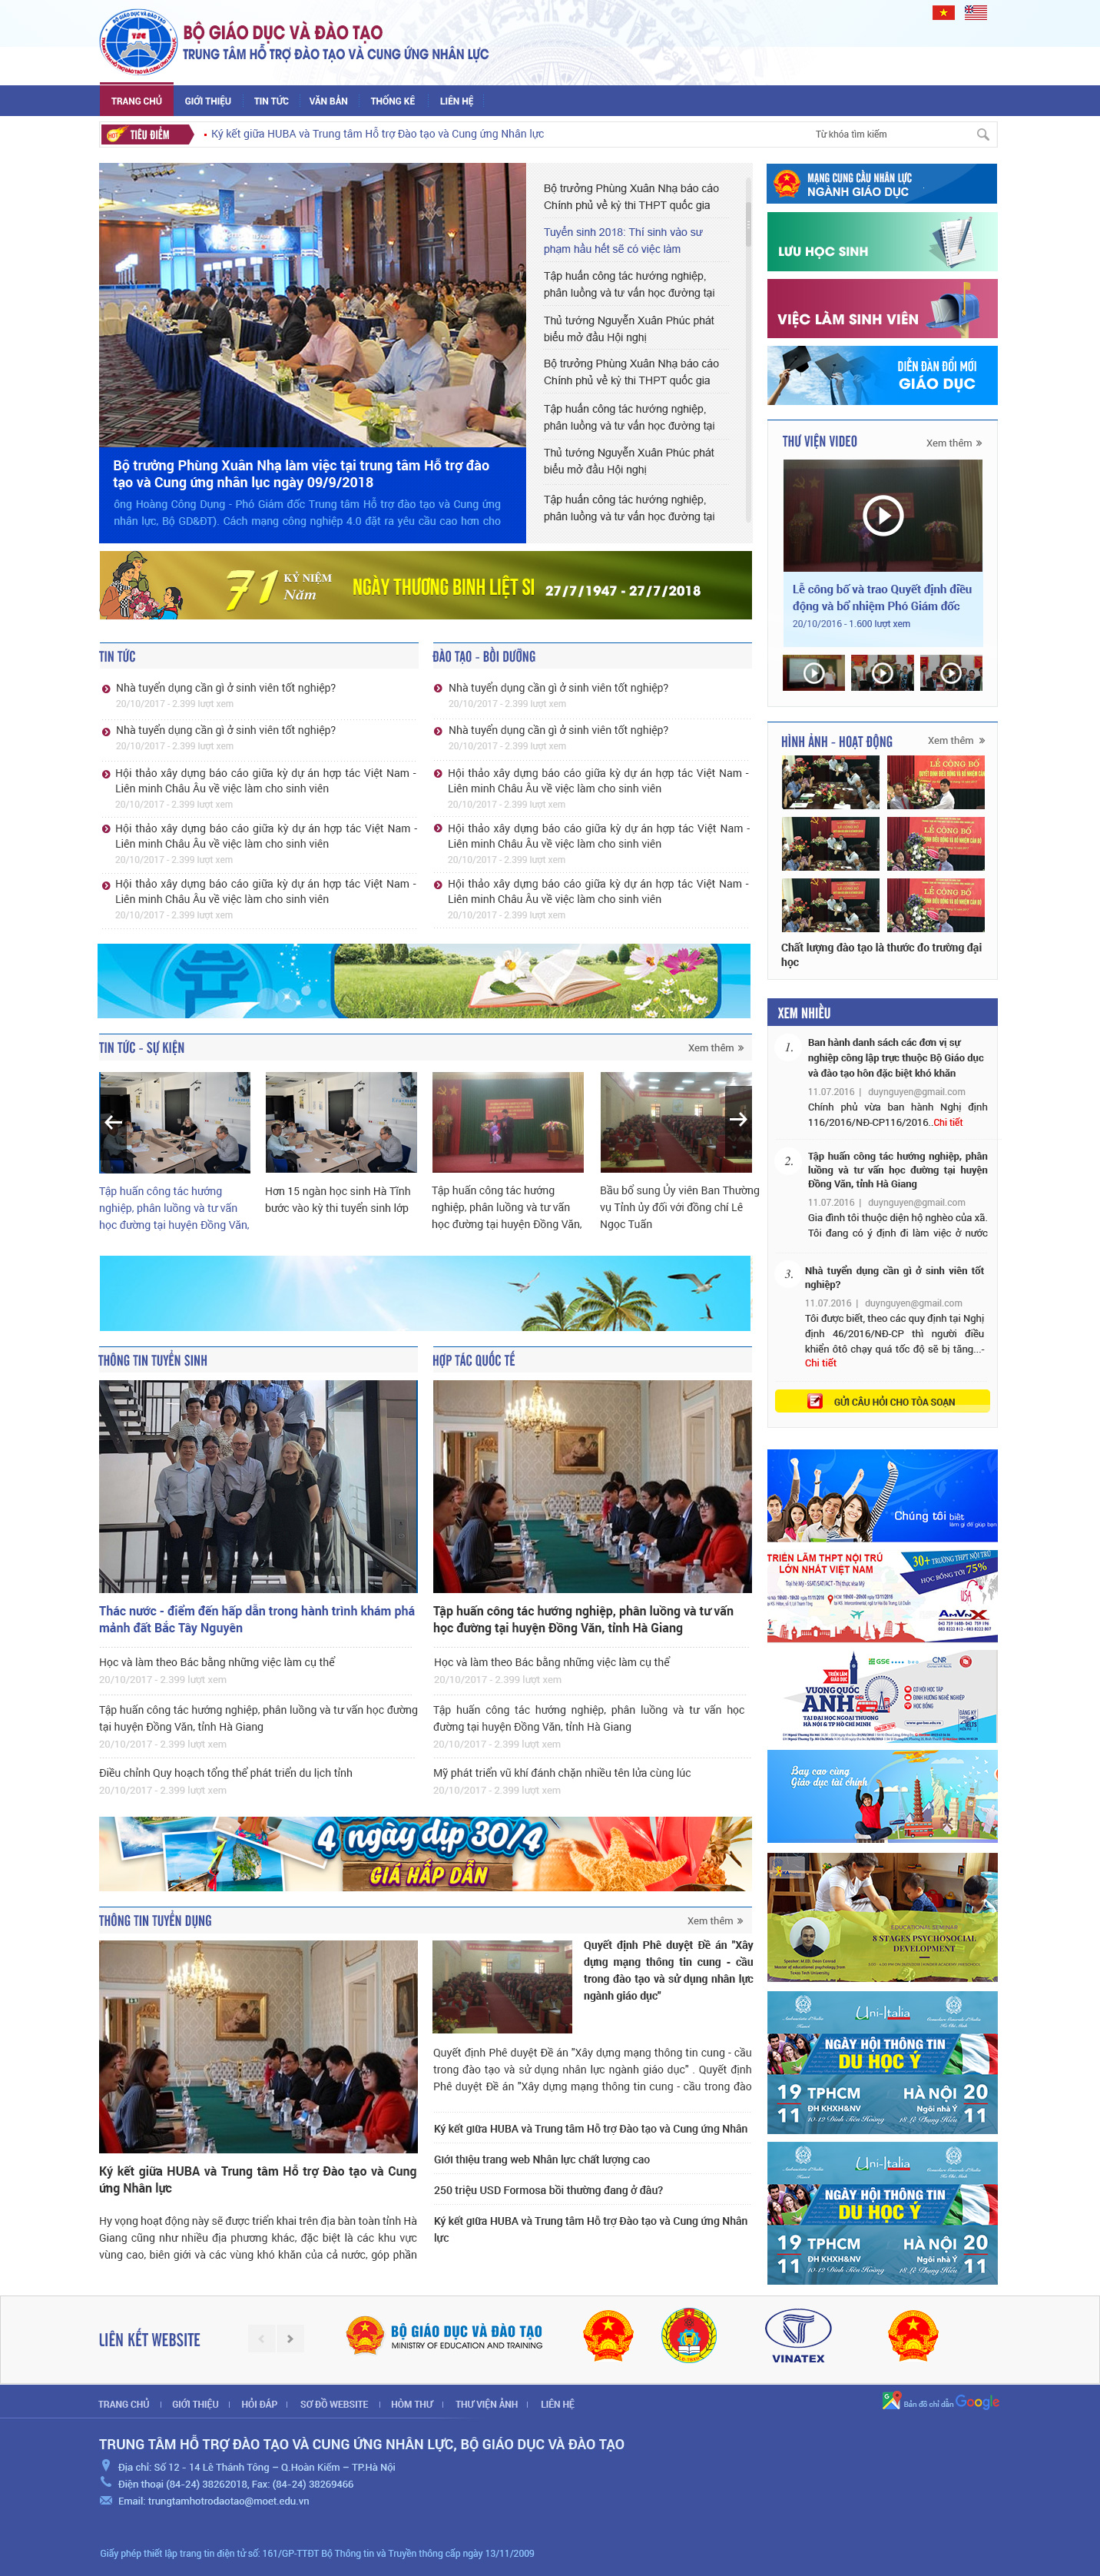 BỘ GIÁO DỤC VÀ ĐÀO TẠO
TRUNG TÂM HỖ TRỢ ĐÀO TẠO VÀ CUNG ỨNG NHÂN LỰC
TRANG CHỦ GIỚI THIỆU TIN TỨC VĂN BẢN THỐNG KÊ LIÊN HỆ
HOT TIÊU ĐIỂM Ký kết giữa HUBA và Trung tâm Hỗ trợ Đào tạo và Cung ứng Nhân lực Từ khóa tìm kiếm
Bộ trưởng Phùng Xuân Nhạ làm việc tại trung tâm Hỗ trợ đào
tạo và Cung ứng nhân lục ngày 09/9/2018
ông Hoàng Công Dung - Phó Giám đốc Trung tâm Hỗ trợ đào tạo và Cung ứng
nhân lực, Bộ GD&ĐT). Cách mạng công nghiệp 4.0 đặt ra yêu cầu cao hơn cho
Bộ trưởng Phùng Xuân Nhạ báo cáo
Chính phủ về kỳ thi THPT quốc gia
Tuyển sinh 2018: Thí sinh vào sư
phạm hầu hết sẽ có việc làm
Tập huấn công tác hướng nghiệp,
phân luồng và tư vấn học đường tại
Thủ tướng Nguyễn Xuân Phúc phát
biểu mở đầu Hội nghị
Bộ trưởng Phùng Xuân Nhạ báo cáo
Chính phủ về kỳ thi THPT quốc gia
Tập huấn công tác hướng nghiệp,
phân luồng và tư vấn học đường tại
Thủ tướng Nguyễn Xuân Phúc phát
biểu mở đầu Hội nghị
Tập huấn công tác hướng nghiệp,
phân luồng và tư vấn học đường tại
MẠNG CUNG CẦU NHÂN LỰC
NGÀNH GIÁO DỤC
LƯU HỌC SINH
VIỆC LÀM SINH VIÊN
DIỄN ĐÀN ĐỔI MỚI
GIÁO DỤC
THƯ VIỆN VIDEO Xem thêm »
Lễ công bố và trao Quyết định điều
động và bổ nhiệm Phó Giám đốc
20/10/2016 - 1.600 lượt xem
71 KỶ NIỆM
Năm
NGÀY THƯƠNG BINH LIỆT SI 27/7/1947 - 27/7/2018
TIN TỨC
Nhà tuyển dụng cần gì ở sinh viên tốt nghiệp?
20/10/2017 - 2.399 lượt xem
Nhà tuyển dụng cần gì ở sinh viên tốt nghiệp?
20/10/2017 - 2.399 lượt xem
Hội thảo xây dựng báo cáo giữa kỳ dự án hợp tác Việt Nam -
Liên minh Châu Âu về việc làm cho sinh viên
20/10/2017 - 2.399 lượt xem
Hội thảo xây dựng báo cáo giữa kỳ dự án hợp tác Việt Nam -
Liên minh Châu Âu về việc làm cho sinh viên
20/10/2017 - 2.399 lượt xem
Hội thảo xây dựng báo cáo giữa kỳ dự án hợp tác Việt Nam -
Liên minh Châu Âu về việc làm cho sinh viên
20/10/2017 - 2.399 lượt xem
ĐÀO TẠO - BỒI DƯỠNG
Nhà tuyển dụng cần gì ở sinh viên tốt nghiệp?
20/10/2017 - 2.399 lượt xem
Nhà tuyển dụng cần gì ở sinh viên tốt nghiệp?
20/10/2017 - 2.399 lượt xem
Hội thảo xây dựng báo cáo giữa kỳ dự án hợp tác Việt Nam -
Liên minh Châu Âu về việc làm cho sinh viên
20/10/2017 - 2.399 lượt xem
Hội thảo xây dựng báo cáo giữa kỳ dự án hợp tác Việt Nam -
Liên minh Châu Âu về việc làm cho sinh viên
20/10/2017 - 2.399 lượt xem
Hội thảo xây dựng báo cáo giữa kỳ dự án hợp tác Việt Nam -
Liên minh Châu Âu về việc làm cho sinh viên
20/10/2017 - 2.399 lượt xem
HÌNH ẢNH - HOẠT ĐỘNG Xem thêm »
LỄ CÔNG BỐ
LỄ CÔNG BỐ
LỄ CÔNG BỐ
Chất lượng đào tạo là thước đo trường đại
học
XEM NHIỀU
1. Ban hành danh sách các đơn vị sự
nghiệp công lập trực thuộc Bộ Giáo dục
và đào tạo hôn đặc biệt khó khăn
11.07.2016 | duynguyen@gmail.com
Chính phủ vừa ban hành Nghị định
116/2016/NĐ-CP116/2016..Chi tiết
2. Tập huấn công tác hướng nghiệp, phân
luồng và tư vấn học đường tại huyện
Đồng Văn, tỉnh Hà Giang
11.07.2016 | duynguyen@gmail.com
Gia đình tôi thuộc diện hộ nghèo của xã.
Tôi đang có ý định đi làm việc ở nước
3. Nhà tuyển dụng cần gì ở sinh viên tốt
nghiệp?
11.07.2016 | duynguyen@gmail.com
Tôi được biết, theo các quy định tại Nghị
định 46/2016/NĐ-CP thì người điều
khiển ôtô chạy quá tốc độ sẽ bị tăng...-
Chi tiết
GỬI CÂU HỎI CHO TÒA SOẠN
TIN TỨC - SỰ KIỆN Xem thêm »
Tập huấn công tác hướng
nghiệp, phân luồng và tư vấn
học đường tại huyện Đồng Văn,
Hơn 15 ngàn học sinh Hà Tĩnh
bước vào kỳ thi tuyển sinh lớp
Tập huấn công tác hướng
nghiệp, phân luồng và tư vấn
học đường tại huyện Đồng Văn,
Bầu bổ sung Ủy viên Ban Thường
vụ Tỉnh ủy đối với đồng chí Lê
Ngọc Tuấn
THÔNG TIN TUYỂN SINH
Thác nước - điểm đến hấp dẫn trong hành trình khám phá
mảnh đất Bắc Tây Nguyên
Học và làm theo Bác bằng những việc làm cụ thể
20/10/2017 - 2.399 lượt xem
Tập huấn công tác hướng nghiệp, phân luồng và tư vấn học đường
tại huyện Đồng Văn, tỉnh Hà Giang
20/10/2017 - 2.399 lượt xem
Điều chỉnh Quy hoạch tổng thể phát triển du lịch tỉnh
20/10/2017 - 2.399 lượt xem
HỢP TÁC QUỐC TẾ
Tập huấn công tác hướng nghiệp, phân luồng và tư vấn
học đường tại huyện Đồng Văn, tỉnh Hà Giang
Học và làm theo Bác bằng những việc làm cụ thể
20/10/2017 - 2.399 lượt xem
Tập huấn công tác hướng nghiệp, phân luồng và tư vấn học
đường tại huyện Đồng Văn, tỉnh Hà Giang
20/10/2017 - 2.399 lượt xem
Mỹ phát triển vũ khí đánh chặn nhiều tên lửa cùng lúc
20/10/2017 - 2.399 lượt xem
Chúng tôi biết
làm gì để giúp bạn
TRIỂN LÃM THPT NỘI TRÚ
LỚN NHẤT VIỆT NAM
30+ TRƯỜNG THPT NỘI TRÚ
HỌC BỔNG TỚI 75%
USA
AMVNX
TRIỂN LÃM
GIÁO DỤC
VƯƠNG QUỐC
ANH
TẠI ĐẠI HỌC NGOẠI THƯƠNG
HÀ NỘI & TP HỒ CHÍ MINH
GSE
CNR
CƠ HỘI HỌC TẬP
ĐỊNH HƯỚNG NGHỀ NGHIỆP
HỌC BỔNG
ĐĂNG KÝ
IELTS
Bay cao cùng
Giáo dục tài chính
4 ngày dịp 30/4
GIÁ HẤP DẪN
EDUCATIONAL SEMINAR
8 STAGES PSYCHOSOCIAL
DEVELOPMENT
THÔNG TIN TUYỂN DỤNG Xem thêm »
Ký kết giữa HUBA và Trung tâm Hỗ trợ Đào tạo và Cung
ứng Nhân lực
Hy vọng hoạt động này sẽ được triển khai trên địa bàn toàn tỉnh Hà
Giang cũng như nhiều địa phương khác, đặc biệt là các khu vực
vùng cao, biên giới và các vùng khó khăn của cả nước, góp phần
Quyết định Phê duyệt Đề án "Xây
dựng mạng thông tin cung - cầu
trong đào tạo và sử dụng nhân lực
ngành giáo dục"
Quyết định Phê duyệt Đề án "Xây dựng mạng thông tin cung - cầu
trong đào tạo và sử dụng nhân lực ngành giáo dục" . Quyết định
Phê duyệt Đề án "Xây dựng mạng thông tin cung - cầu trong đào
Ký kết giữa HUBA và Trung tâm Hỗ trợ Đào tạo và Cung ứng Nhân
Giới thiệu trang web Nhân lực chất lượng cao
250 triệu USD Formosa bồi thường đang ở đâu?
Ký kết giữa HUBA và Trung tâm Hỗ trợ Đào tạo và Cung ứng Nhân
lực
Uni-Italia
NGÀY HỘI THÔNG TIN
DU HỌC Ý
19 TPHCM HÀ NỘI 20
11 ĐH KHXH&NV Ngôi nhà Ý 11
10-12 Đinh Tiên Hoàng 18 Lê Phụng Hiểu
Uni-Italia
NGÀY HỘI THÔNG TIN
DU HỌC Ý
19 TPHCM HÀ NỘI 20
11 ĐH KHXH&NV Ngôi nhà Ý 11
10-12 Đinh Tiên Hoàng 18 Lê Phụng Hiểu
LIÊN KẾT WEBSITE
BỘ GIÁO DỤC VÀ ĐÀO TẠO
MINISTRY OF EDUCATION AND TRAINING
VINATEX
TRANG CHỦ | GIỚI THIỆU | HỎI ĐÁP | SƠ ĐỒ WEBSITE | HÒM THƯ | THƯ VIỆN ẢNH | LIÊN HỆ
Bản đồ chỉ dẫn Google
TRUNG TÂM HỖ TRỢ ĐÀO TẠO VÀ CUNG ỨNG NHÂN LỰC, BỘ GIÁO DỤC VÀ ĐÀO TẠO
Địa chỉ: Số 12 - 14 Lê Thánh Tông – Q.Hoàn Kiếm – TP.Hà Nội
Điện thoại (84-24) 38262018, Fax: (84-24) 38269466
Email: trungtamhotrodaotao@moet.edu.vn
Giấy phép thiết lập trang tin điện tử số: 161/GP-TTĐT Bộ Thông tin và Truyền thông cấp ngày 13/11/2009